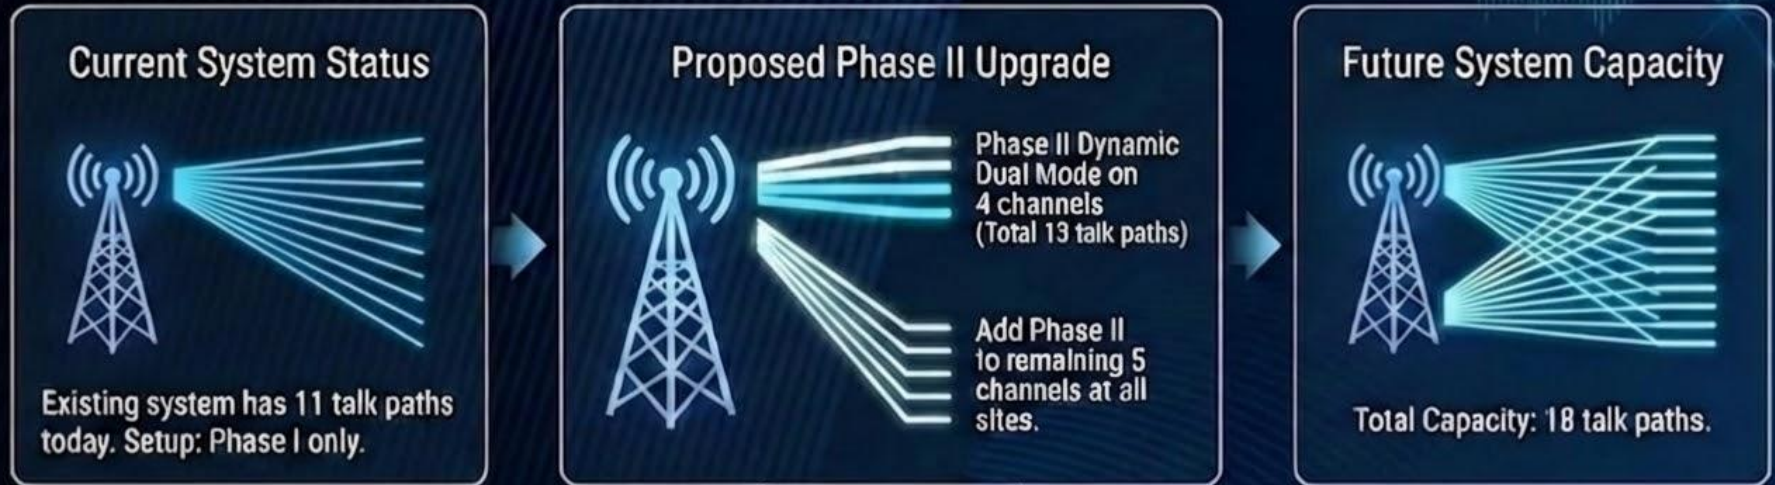 Current System Status
Existing system has 11 talk paths
today. Setup: Phase I only.
Proposed Phase II Upgrade
Phase II Dynamic
Dual Mode on
4 channels
(Total 13 talk paths)
Add Phase II
to remaining 5
channels at all
sites.
Future System Capacity
Total Capacity: 18 talk paths.